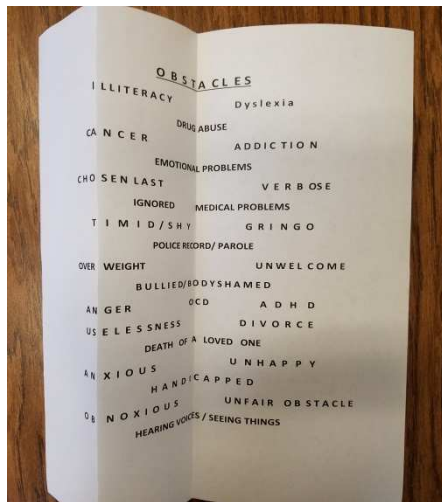 OBSTACLES
ILLITERACY
Dyslexia
DRUG ABUSE
CANCER
ADDICTION
EMOTIONAL PROBLEMS
CHOSEN LAST
VERBOSE
IGNORED MEDICAL PROBLEMS
TIMID/SHY GRINGO
POLICE RECORD/ PAROLE
OVER WEIGHT UNWELCOME
BULLIED/BODYSHAMED
ANGER OCD ADHD
USELESSNESS DIVORCE
DEATH OF A LOVED ONE
ANXIOUS UNHAPPY
HANDICAPPED
OBNOXIOUS UNFAIR OBSTACLE
HEARING VOICES / SEEING THINGS